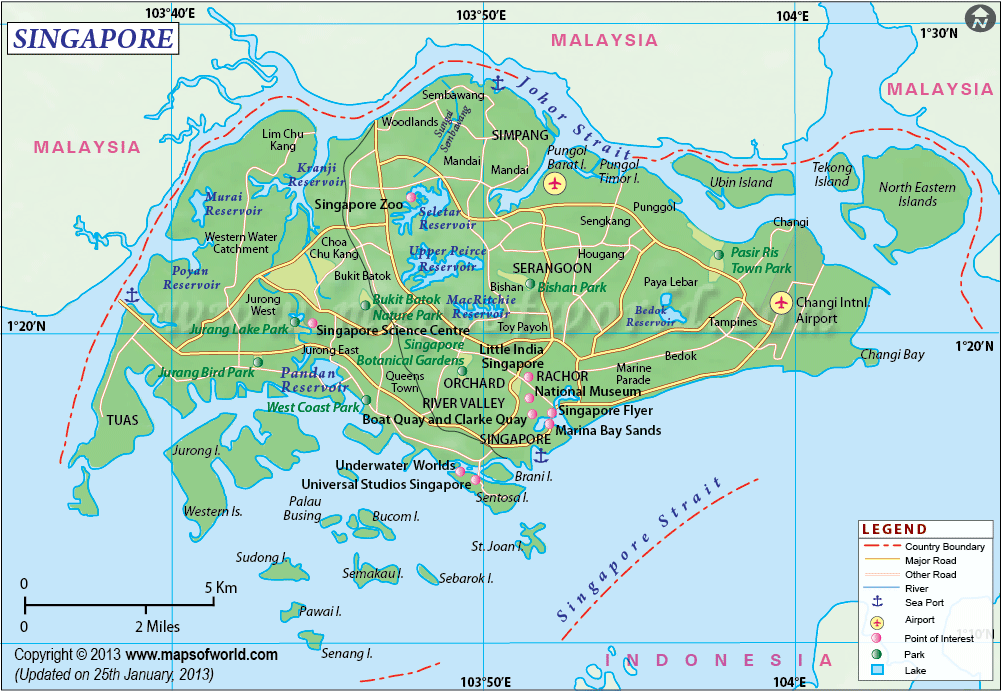 103°40'E
103°50'E
104°E
N
SINGAPORE
1°30'N
MALAYSIA
MALAYSIA
MALAYSIA
Sembawang
Johor Strait
Woodlands
Sungai
Sembawang
SIMPANG
Lim Chu
Kang
Pungol
Barat I.
Pungol
Timor I.
Mandai
Mandai
Kranji
Reservoir
Ubin Island
Tekong
Island
North Eastern
Islands
Murai
Reservoir
Singapore Zoo
Seletar
Reservoir
Punggol
Sengkang
Changi
Western Water
Catchment
Choa
Chu Kang
Upper Peirce
Reservoir
Hougang
Pasir Ris
Town Park
SERANGOON
Poyan
Reservoir
Bukit Batok
Bishan
Bishan Park
Paya Lebar
Jurong
West
Bukit Batok
Nature Park
MacRitchie
Reservoir
Bedok
Reservoir
Changi Intnl.
Airport
www.mapsofworld.com
1°20'N
Jurang Lake Park
Singapore Science Centre
Toy Payoh
Tampines
1°20'N
Jurong East
Singapore
Botanical Gardens
Little India
Singapore
Bedok
Changi Bay
Jurang Bird Park
Pandan
Reservoir
Queens
Town
ORCHARD
RACHOR
Marine
Parade
National Museum
West Coast Park
RIVER VALLEY
Singapore Flyer
TUAS
Boat Quay and Clarke Quay
Marina Bay Sands
SINGAPORE
Jurong I.
Underwater Worlds
Brani I.
Universal Studios Singapore
Sentosa I.
Western Is.
Palau
Busing
Bucom I.
Singapore Strait
St. Joan I.
Sudong I.
Semakau I.
Sebarok I.
Pawai I.
Senang I.
0
5 Km
0
2 Miles
LEGEND
Country Boundary
Major Road
Other Road
River
Sea Port
Airport
Point of Interest
Park
Lake
1°10'N
INDONESIA
Copyright © 2013 www.mapsofworld.com
(Updated on 25th January, 2013)
103°50'E
104°E